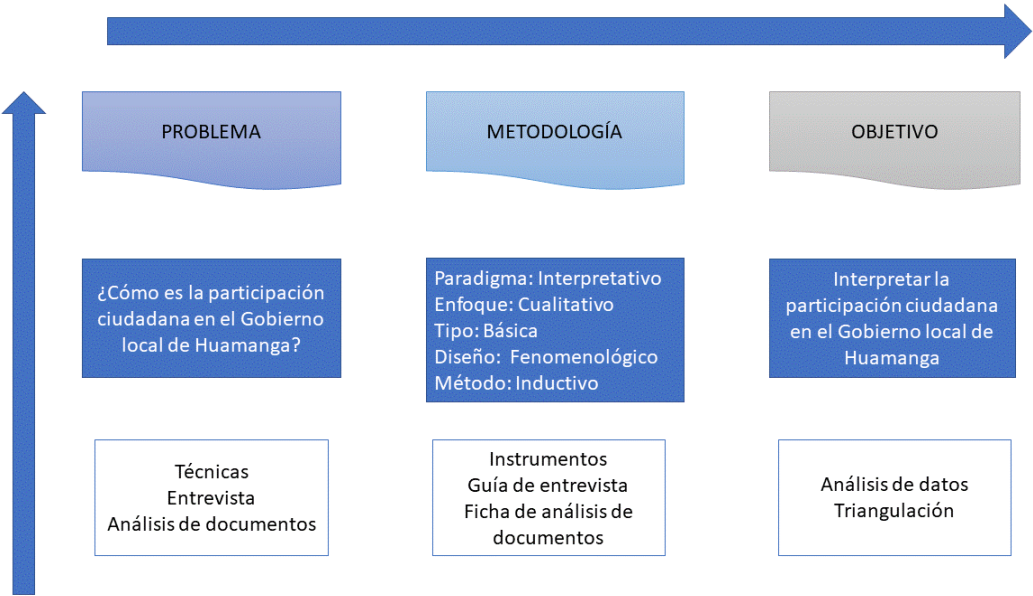 PROBLEMA
METODOLOGÍA
OBJETIVO
¿Cómo es la participación
ciudadana en el Gobierno
local de Huamanga?
Paradigma: Interpretativo
Enfoque: Cualitativo
Tipo: Básica
Diseño: Fenomenológico
Método: Inductivo
Interpretar la
participación ciudadana
en el Gobierno local de
Huamanga
Técnicas
Entrevista
Análisis de documentos
Instrumentos
Guía de entrevista
Ficha de análisis de
documentos
Análisis de datos
Triangulación